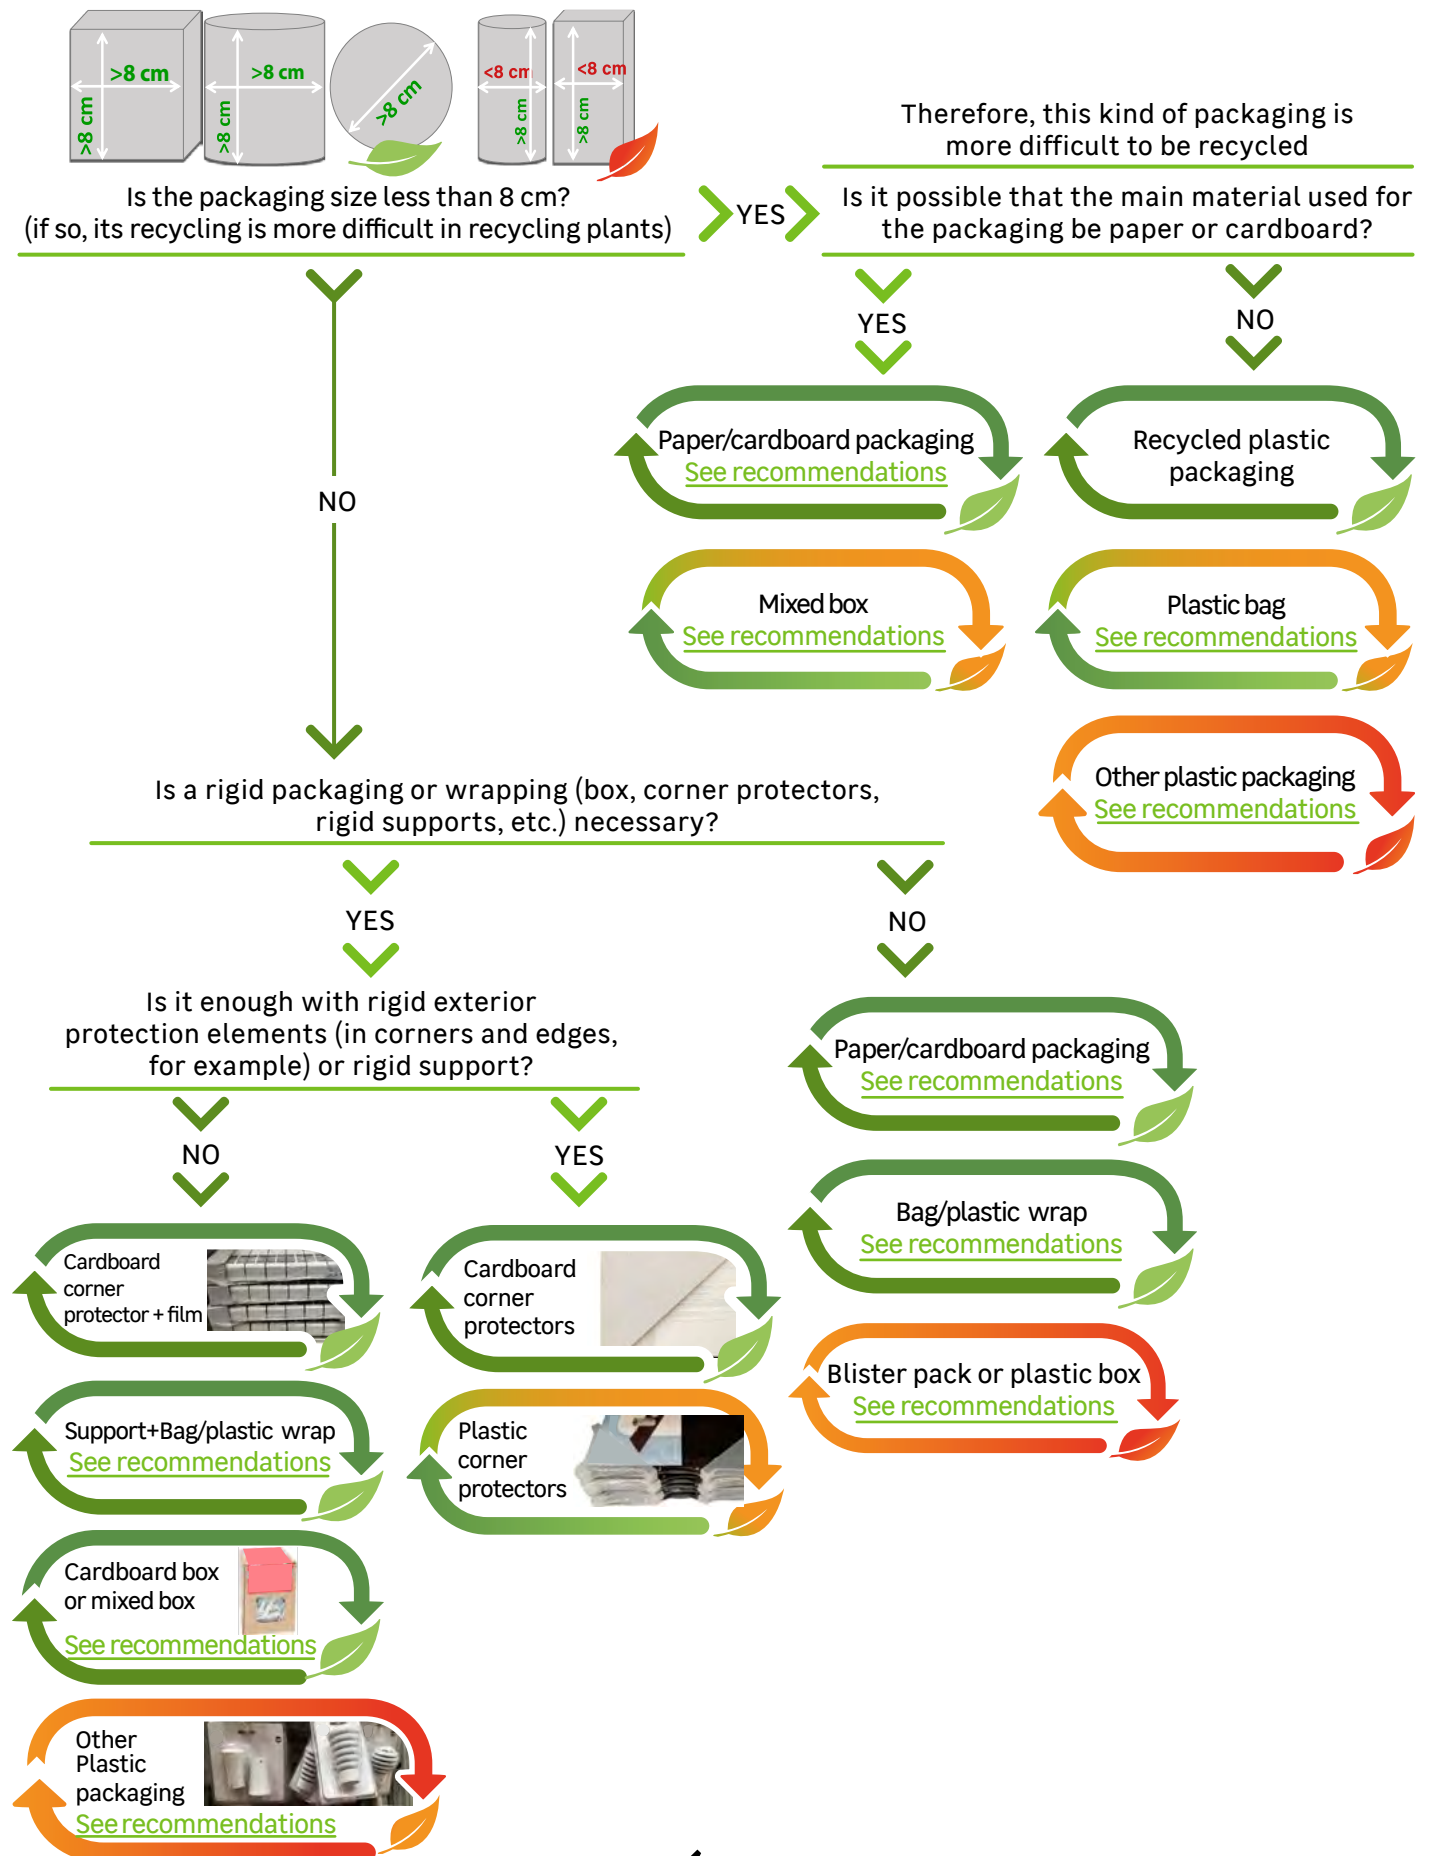 >8 cm
>8 cm
>8 cm
>8 cm
>8 cm
<8 cm
>8 cm
<8 cm
>8 cm
Is the packaging size less than 8 cm?
(if so, its recycling is more difficult in recycling plants)
YES
Therefore, this kind of packaging is
more difficult to be recycled
Is it possible that the main material used for
the packaging be paper or cardboard?
YES
NO
Paper/cardboard packaging
See recommendations
Recycled plastic
packaging
Mixed box
See recommendations
Plastic bag
See recommendations
Other plastic packaging
See recommendations
NO
Is a rigid packaging or wrapping (box, corner protectors,
rigid supports, etc.) necessary?
YES
NO
Is it enough with rigid exterior
protection elements (in corners and edges,
for example) or rigid support?
NO
YES
Cardboard
corner
protector + film
Support+Bag/plastic wrap
See recommendations
Cardboard box
or mixed box
See recommendations
Other
Plastic
packaging
See recommendations
Cardboard
corner
protectors
Plastic
corner
protectors
Paper/cardboard packaging
See recommendations
Bag/plastic wrap
See recommendations
Blister pack or plastic box
See recommendations